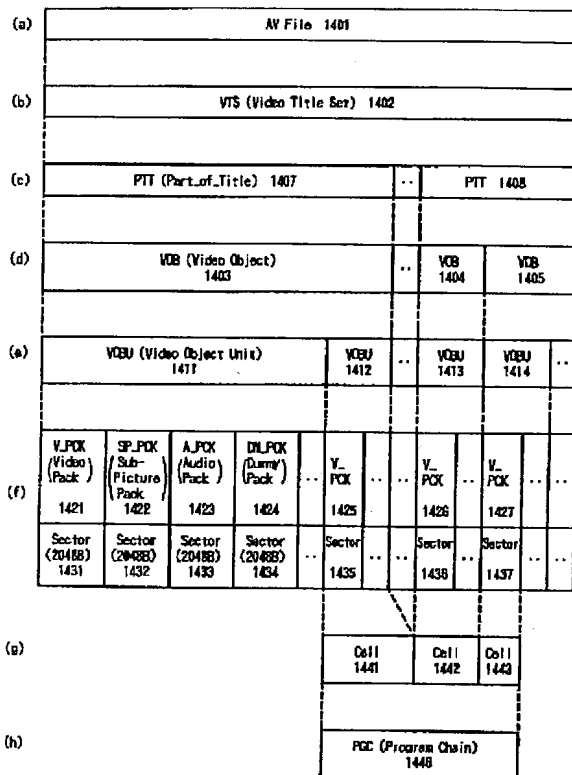 (a)
AV File 1401
(b)
VTS (Video Title Set) 1402
(c)
PTT (Part_of_Title) 1407
..
PTT 1408
(d)
VOB (Video Object)
1403
..
VOB
1404
VOB
1405
(e)
VOBU (Video Object Unit)
1411
VOBU
1412
..
VOBU
1413
VOBU
1414
..
(f)
V_PCK
(Video
Pack)
1421
SP_PCK
(Sub-
Picture
Pack)
1422
A_PCK
(Audio
Pack)
1423
DM_PCK
(Dummy
Pack)
1424
..
V_
PCK
1425
..
..
V_
PCK
1426
..
V_
PCK
1427
..
..
Sector
(2048B)
1431
Sector
(2048B)
1432
Sector
(2048B)
1433
Sector
(2048B)
1434
..
Sector
1435
..
..
Sector
1436
..
Sector
1437
..
..
(g)
Cell
1441
Cell
1442
Cell
1443
(h)
PGC (Program Chain)
1446